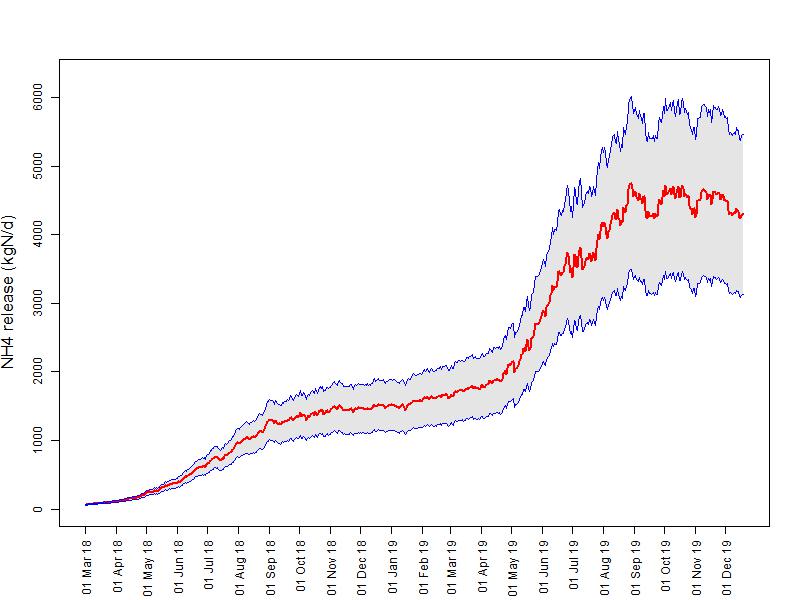 NH4 release (kgN/d)
6000
5000
4000
3000
2000
1000
0
01 Mar 18
01 Apr 18
01 May 18
01 Jun 18
01 Jul 18
01 Aug 18
01 Sep 18
01 Oct 18
01 Nov 18
01 Dec 18
01 Jan 19
01 Feb 19
01 Mar 19
01 Apr 19
01 May 19
01 Jun 19
01 Jul 19
01 Aug 19
01 Sep 19
01 Oct 19
01 Nov 19
01 Dec 19